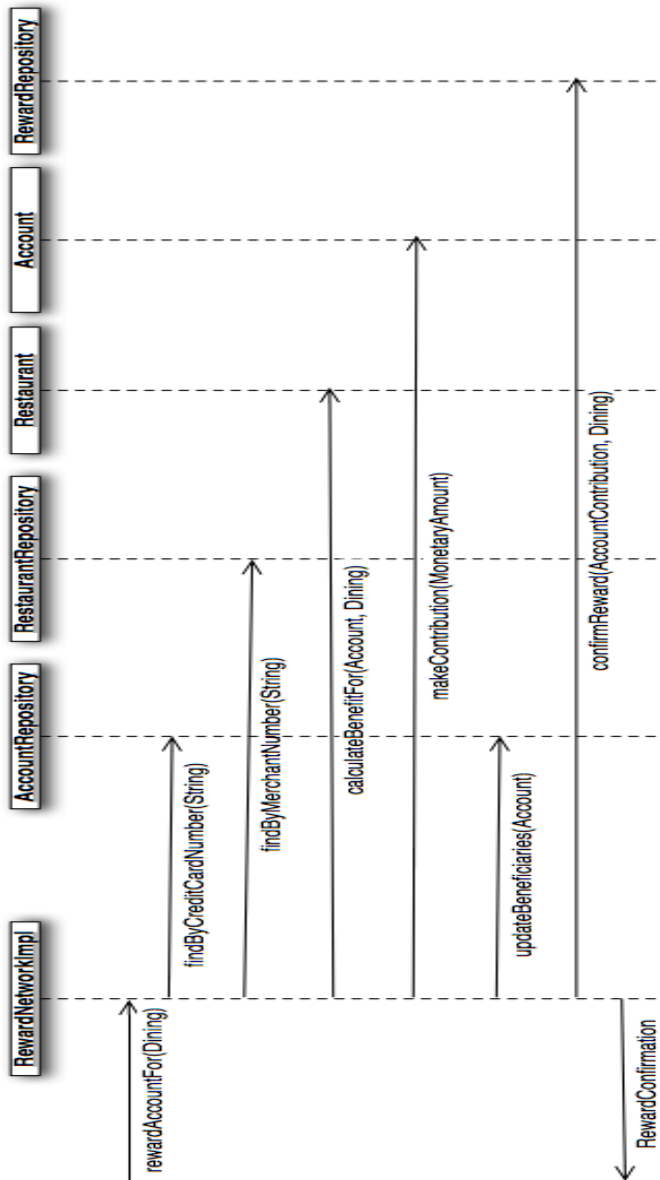 RewardNetworkImpl
AccountRepository
RestaurantRepository
Restaurant
Account
RewardRepository
rewardAccountFor(Dining)
findByCreditCardNumber(String)
findByMerchantNumber(String)
calculateBenefitFor(Account, Dining)
makeContribution(MonetaryAmount)
updateBeneficiaries(Account)
confirmReward(AccountContribution, Dining)
RewardConfirmation